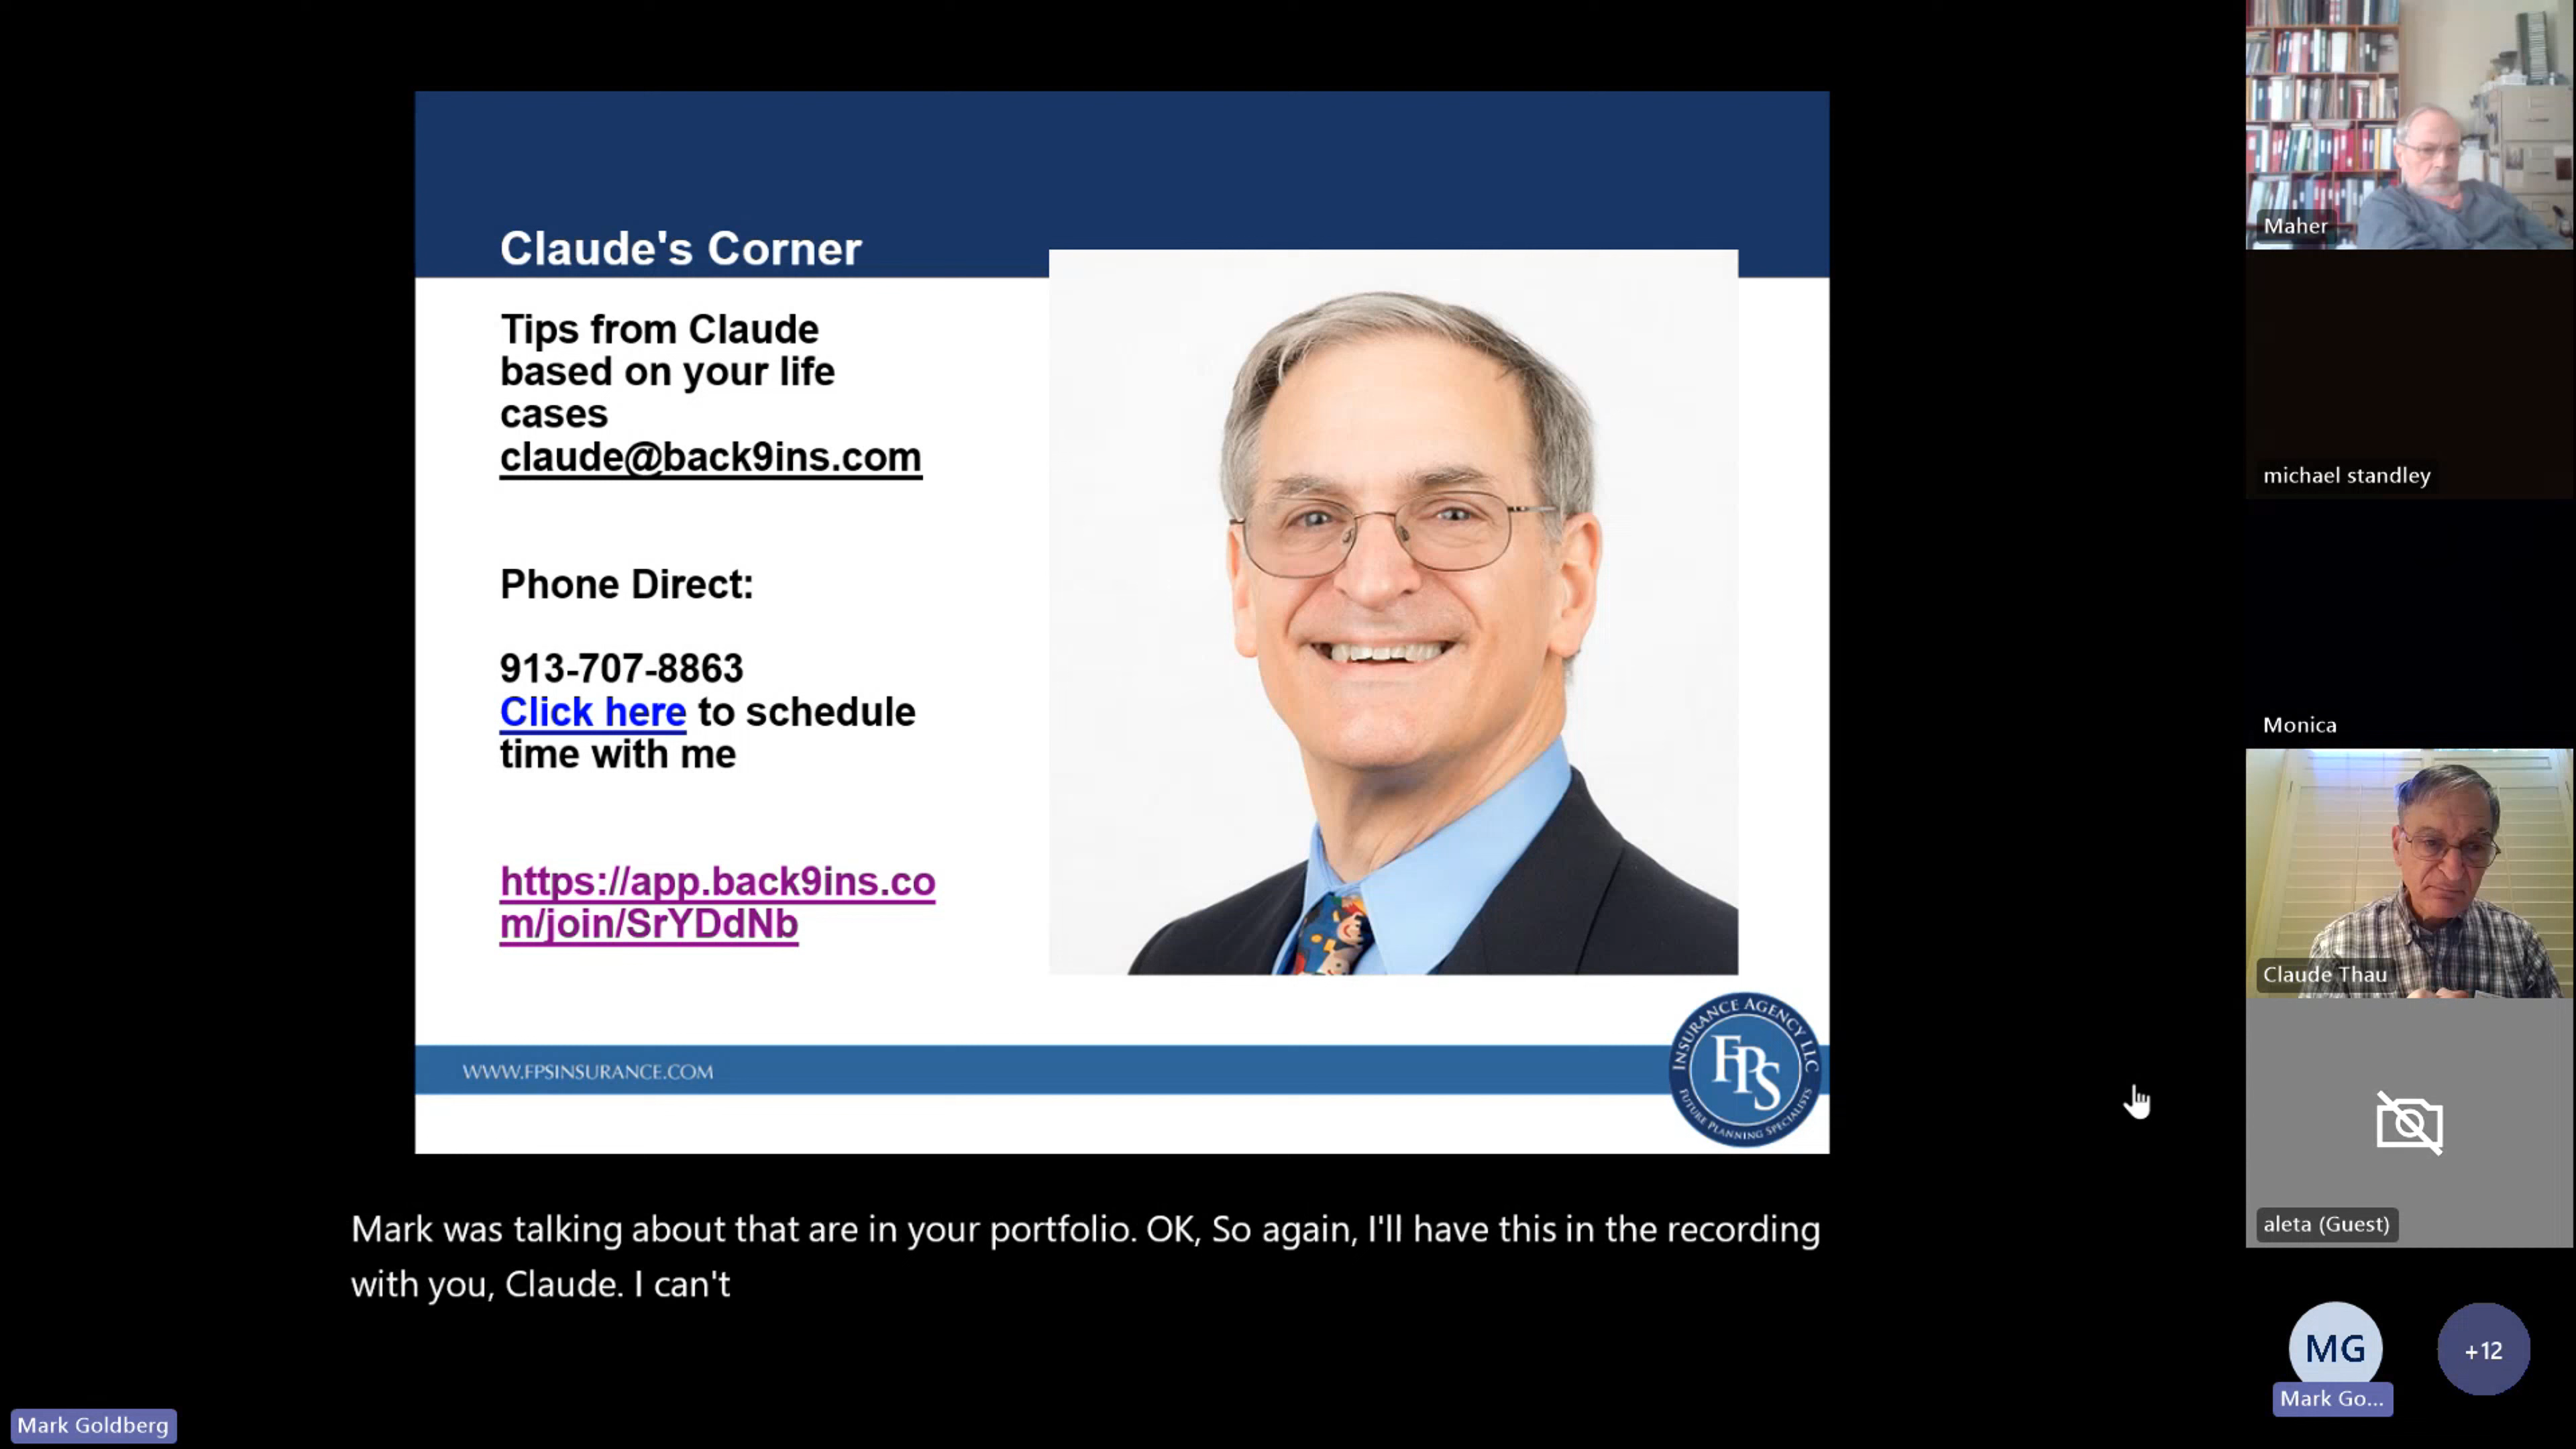 Claude's Corner
Tips from Claude
based on your life
cases
claude@back9ins.com
Phone Direct:
913-707-8863
Click here to schedule
time with me
https://app.back9ins.co
m/join/SrYDdNb
WWW.FPSINSURANCE.COM
INSURANCE AGENCY LLC
FPS
FUTURE PLANNING SPECIALISTS
Mark was talking about that are in your portfolio. OK, So again, I'll have this in the recording
with you, Claude. I can't
Mark Goldberg
Maher
michael standley
Monica
Claude Thau
aleta (Guest)
MG
+12
Mark Go...